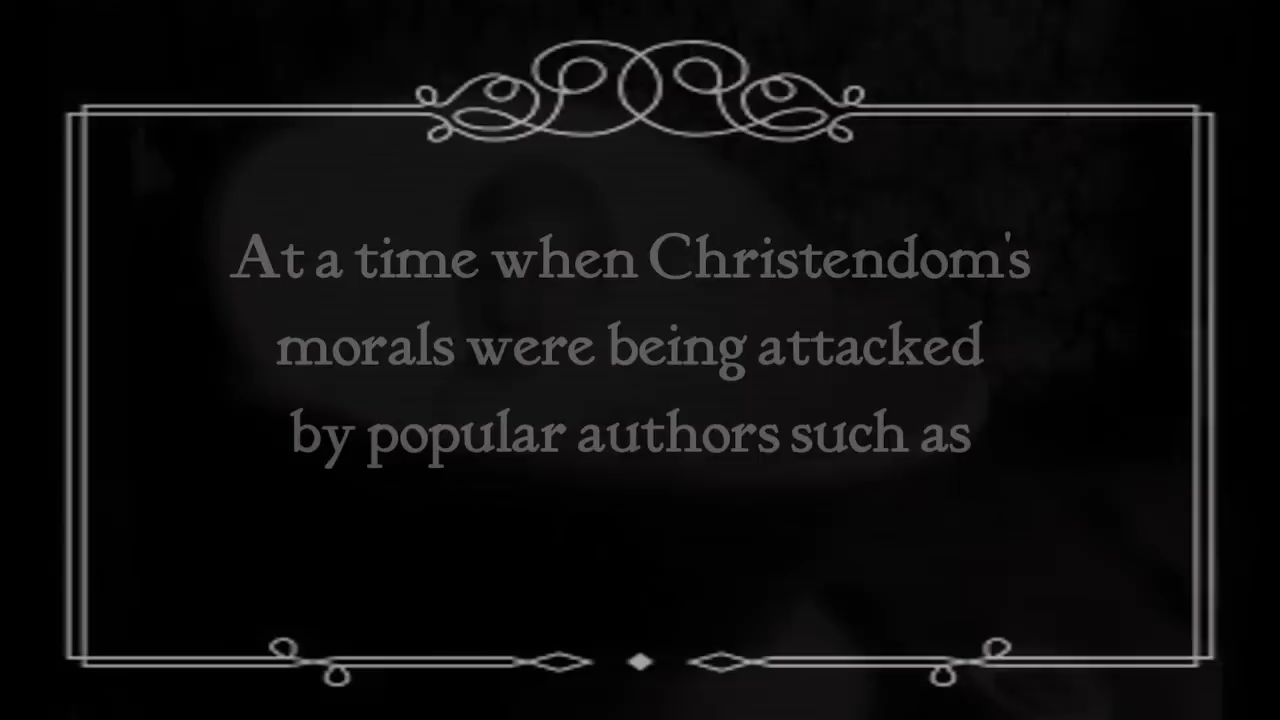 At a time when Christendom's
morals were being attacked
by popular authors such as